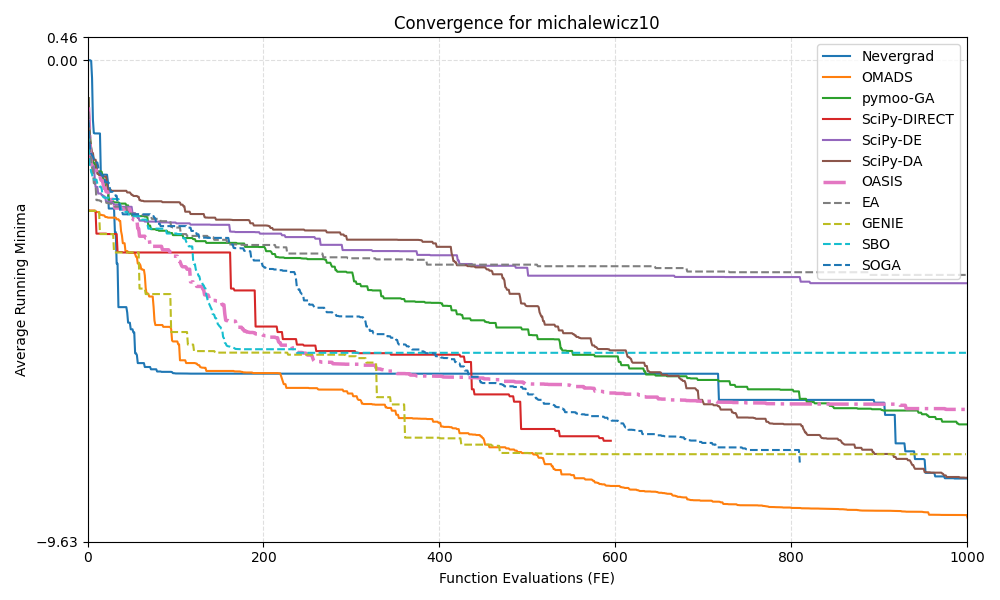 Convergence for michalewicz10
Average Running Minima
0.46
0.00
−9.63
0
200
400
600
800
1000
Function Evaluations (FE)
Nevergrad
OMADS
pymoo-GA
SciPy-DIRECT
SciPy-DE
SciPy-DA
OASIS
EA
GENIE
SBO
SOGA